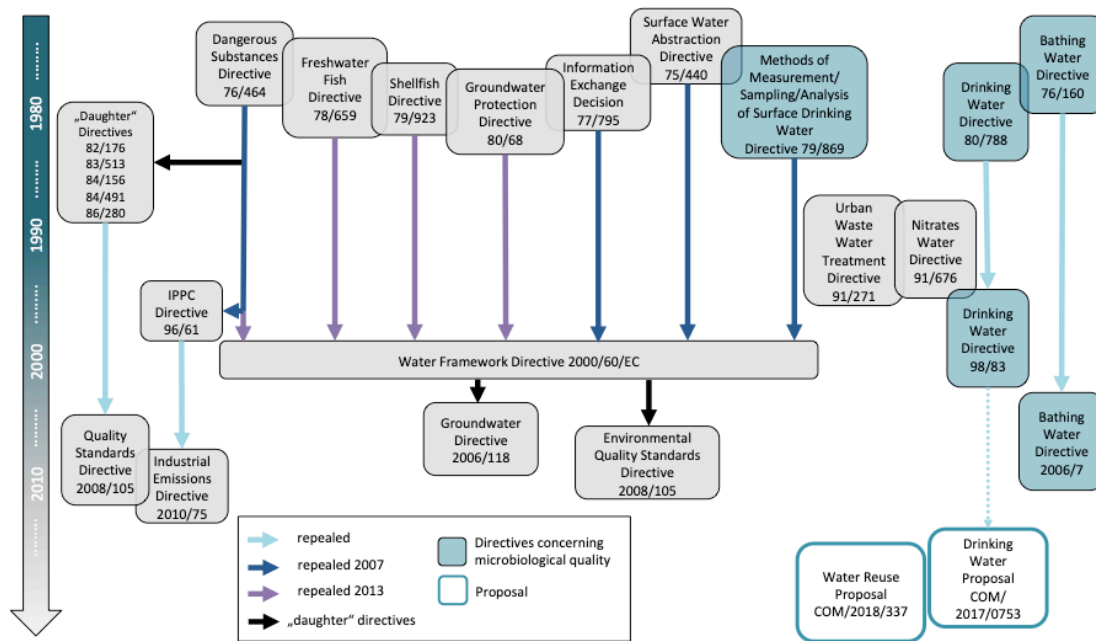 1980
1990
2000
2010
Dangerous
Substances
Directive
76/464
Freshwater
Fish
Directive
78/659
Shellfish
Directive
79/923
Groundwater
Protection
Directive
80/68
Information
Exchange
Decision
77/795
Surface Water
Abstraction
Directive
75/440
Methods of
Measurement/
Sampling/Analysis
of Surface Drinking
Water
Directive 79/869
Drinking
Water
Directive
80/788
Bathing
Water
Directive
76/160
„Daughter“
Directives
82/176
83/513
84/156
84/491
86/280
Urban
Waste
Water
Treatment
Directive
91/271
Nitrates
Water
Directive
91/676
IPPC
Directive
96/61
Drinking
Water
Directive
98/83
Water Framework Directive 2000/60/EC
Quality
Standards
Directive
2008/105
Industrial
Emissions
Directive
2010/75
Groundwater
Directive
2006/118
Environmental
Quality Standards
Directive
2008/105
Bathing
Water
Directive
2006/7
repealed
repealed 2007
repealed 2013
„daughter“ directives
Directives concerning
microbiological quality
Proposal
Water Reuse
Proposal
COM/2018/337
Drinking
Water
Proposal
COM/
2017/0753